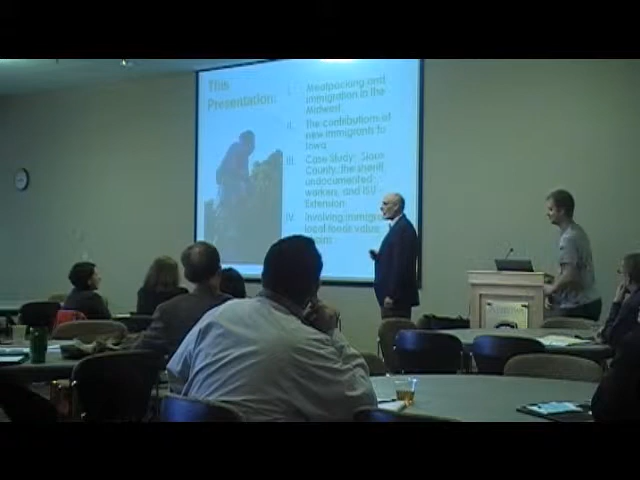 This
Presentation:
I. Meatpacking and
immigration in the
Midwest
II. The contributions of
new immigrants to
Iowa
III. Case Study: Sioux
County, the sheriff,
undocumented
workers, and ISU
Extension
IV. Involving immigra
local foods value